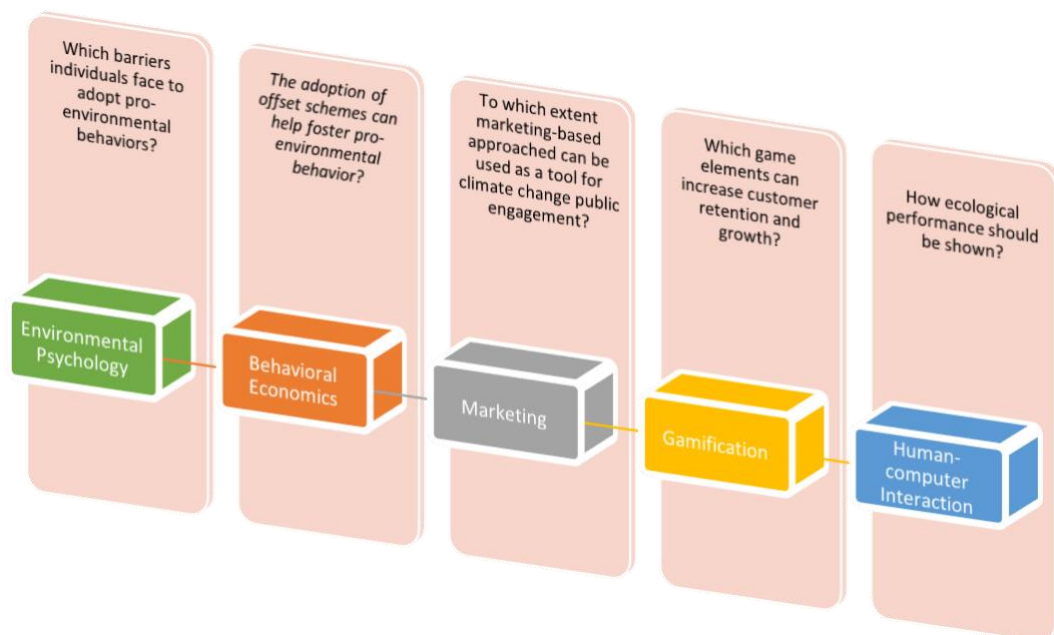 Which barriers
individuals face to
adopt pro-
environmental
behaviors?
Environmental
Psychology
The adoption of
offset schemes can
help foster pro-
environmental
behavior?
Behavioral
Economics
To which extent
marketing-based
approached can be
used as a tool for
climate change public
engagement?
Marketing
Which game
elements can
increase customer
retention and
growth?
Gamification
How ecological
performance should
be shown?
Human-
computer
Interaction